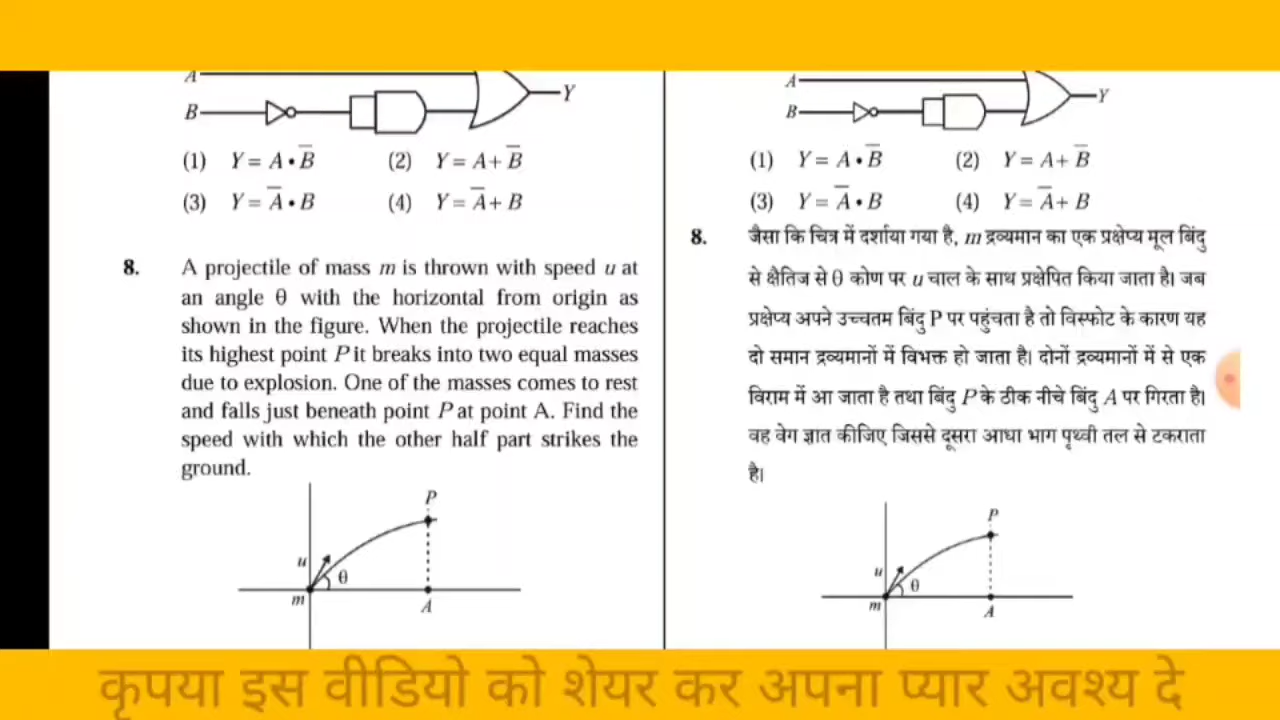 A
B
Y
(1) Y = A • B̅ (2) Y = A + B̅
(3) Y = A̅ • B (4) Y = A̅ + B
8. A projectile of mass m is thrown with speed u at
an angle θ with the horizontal from origin as
shown in the figure. When the projectile reaches
its highest point P it breaks into two equal masses
due to explosion. One of the masses comes to rest
and falls just beneath point P at point A. Find the
speed with which the other half part strikes the
ground.
P
u
θ
m
A
A
B
Y
(1) Y = A • B̅ (2) Y = A + B̅
(3) Y = A̅ • B (4) Y = A̅ + B
8. जैसा कि चित्र में दर्शाया गया है, m द्रव्यमान का एक प्रक्षेप्य मूल बिंदु
से क्षैतिज से θ कोण पर u चाल के साथ प्रक्षेपित किया जाता है। जब
प्रक्षेप्य अपने उच्चतम बिंदु P पर पहुंचता है तो विस्फोट के कारण यह
दो समान द्रव्यमानों में विभक्त हो जाता है। दोनों द्रव्यमानों में से एक
विराम में आ जाता है तथा बिंदु P के ठीक नीचे बिंदु A पर गिरता है।
वह वेग ज्ञात कीजिए जिससे दूसरा आधा भाग पृथ्वी तल से टकराता
है।
P
u
θ
m
A
कृपया इस वीडियो को शेयर कर अपना प्यार अवश्य दे